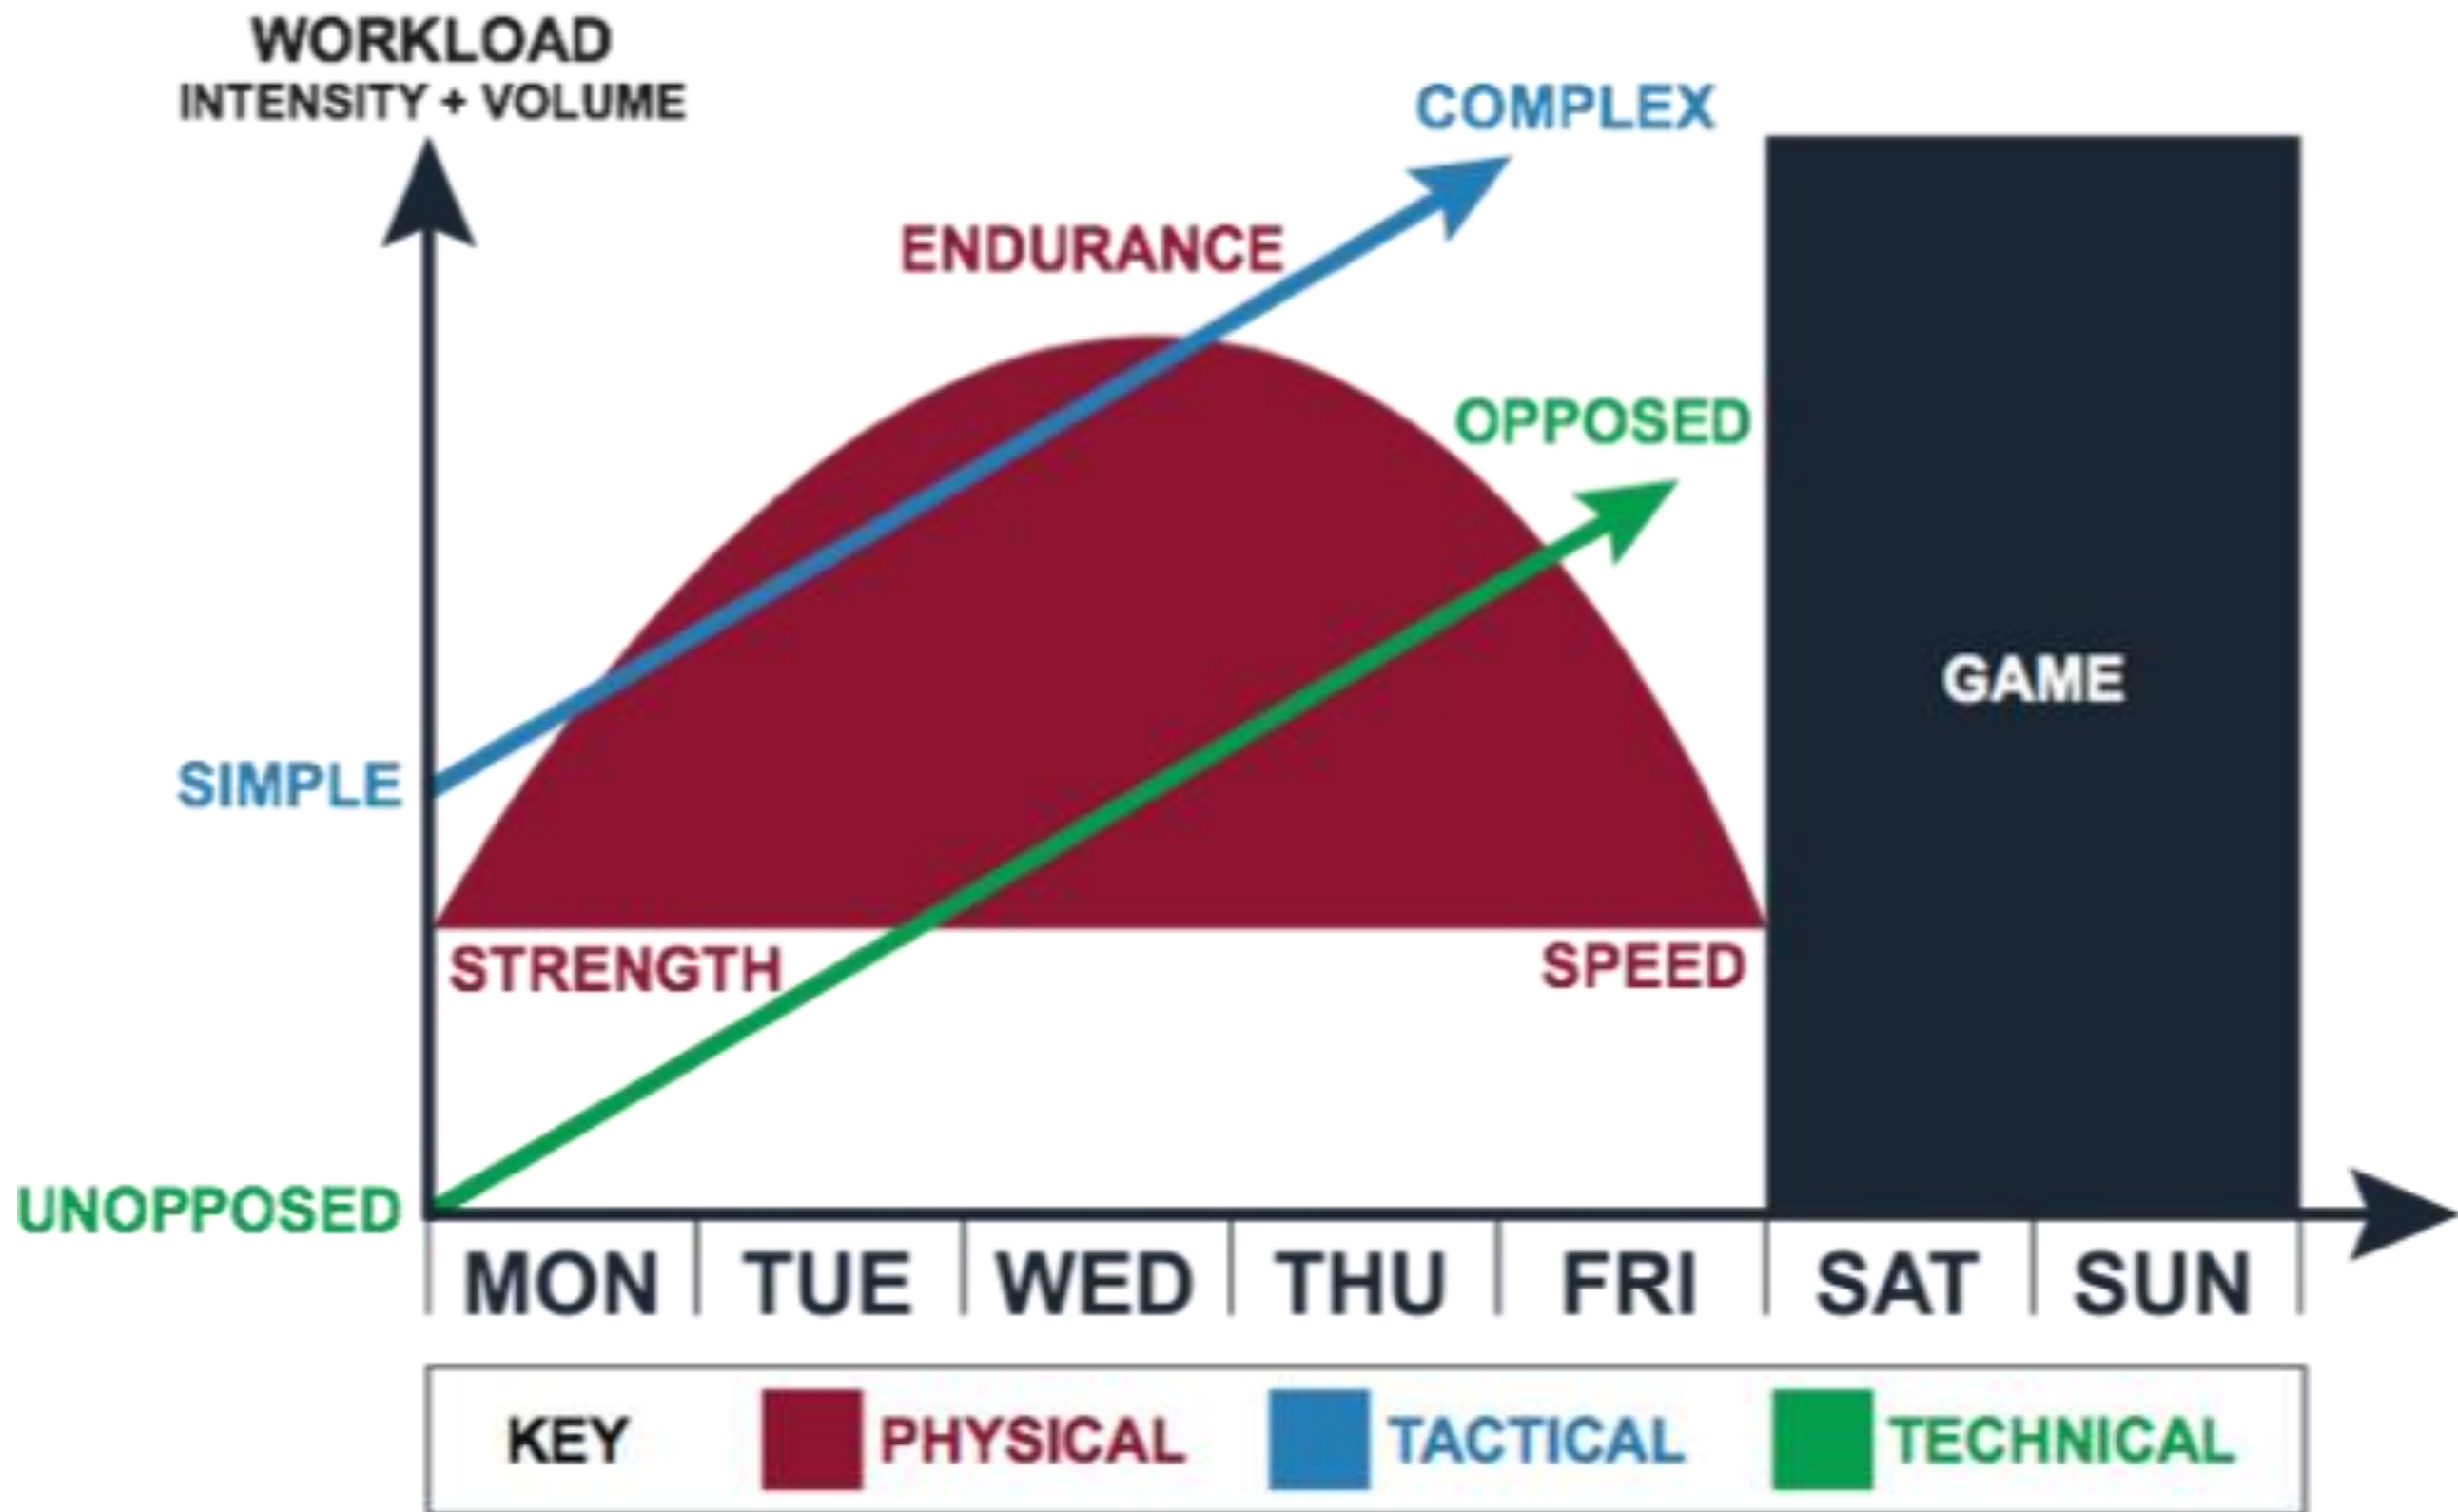 WORKLOAD
INTENSITY + VOLUME
COMPLEX
ENDURANCE
OPPOSED
GAME
SIMPLE
STRENGTH
SPEED
UNOPPOSED
MON TUE WED THU FRI SAT SUN
KEY PHYSICAL TACTICAL TECHNICAL